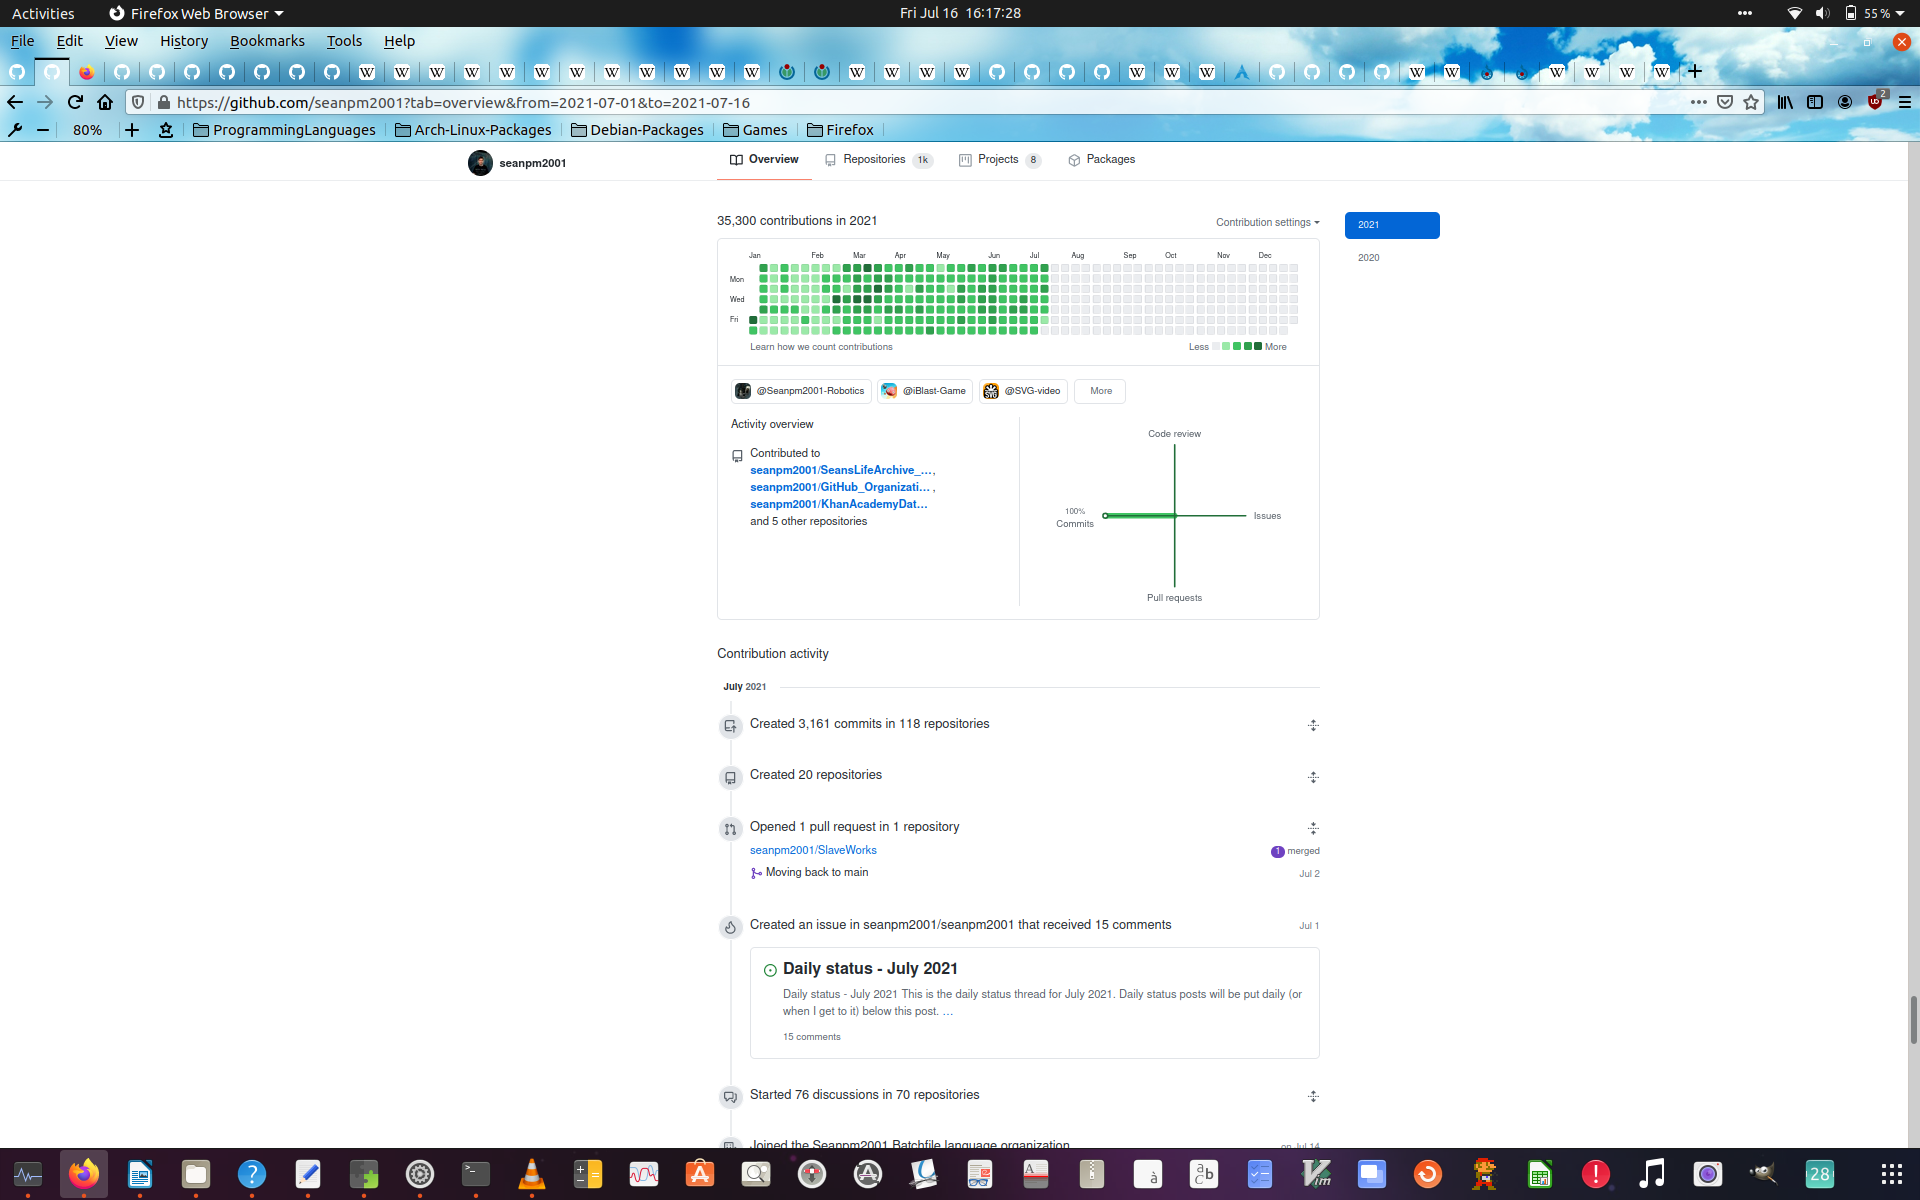 Activities Firefox Web Browser Fri Jul 16 16:17:28 55 %
File Edit View History Bookmarks Tools Help
https://github.com/seanpm2001?tab=overview&from=2021-07-01&to=2021-07-16 2
80% ProgrammingLanguages Arch-Linux-Packages Debian-Packages Games Firefox
seanpm2001 Overview Repositories 1k Projects 8 Packages
35,300 contributions in 2021 Contribution settings 2021
2020
Jan Feb Mar Apr May Jun Jul Aug Sep Oct Nov Dec
Mon
Wed
Fri
Learn how we count contributions Less More
@Seanpm2001-Robotics @iBlast-Game @SVG-video More
Activity overview
Contributed to
seanpm2001/SeansLifeArchive_…,
seanpm2001/GitHub_Organizati… ,
seanpm2001/KhanAcademyDat…
and 5 other repositories
Code review
100%
Commits
Issues
Pull requests
Contribution activity
July 2021
Created 3,161 commits in 118 repositories
Created 20 repositories
Opened 1 pull request in 1 repository
seanpm2001/SlaveWorks 1 merged
Moving back to main Jul 2
Created an issue in seanpm2001/seanpm2001 that received 15 comments Jul 1
Daily status - July 2021
Daily status - July 2021 This is the daily status thread for July 2021. Daily status posts will be put daily (or
when I get to it) below this post. …
15 comments
Started 76 discussions in 70 repositories
Joined the Seanpm2001 Batchfile language organization on Jul 14
28